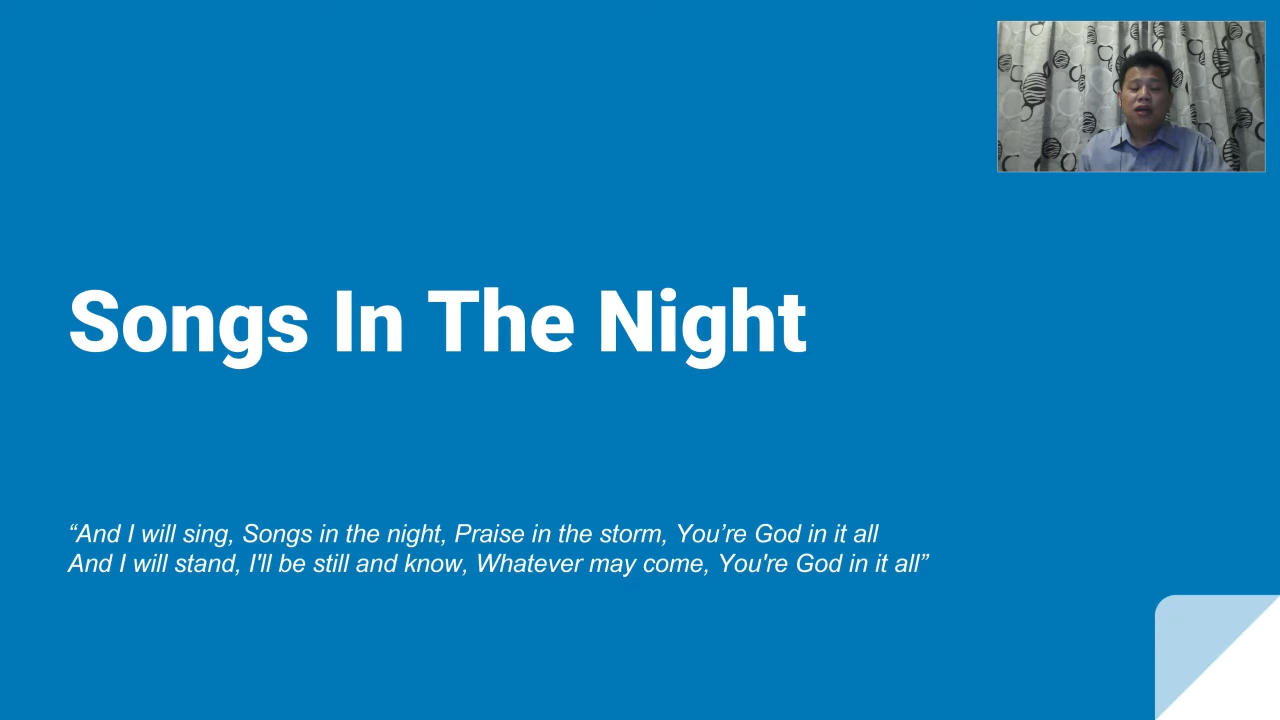 Songs In The Night
“And I will sing, Songs in the night, Praise in the storm, You’re God in it all
And I will stand, I'll be still and know, Whatever may come, You're God in it all”